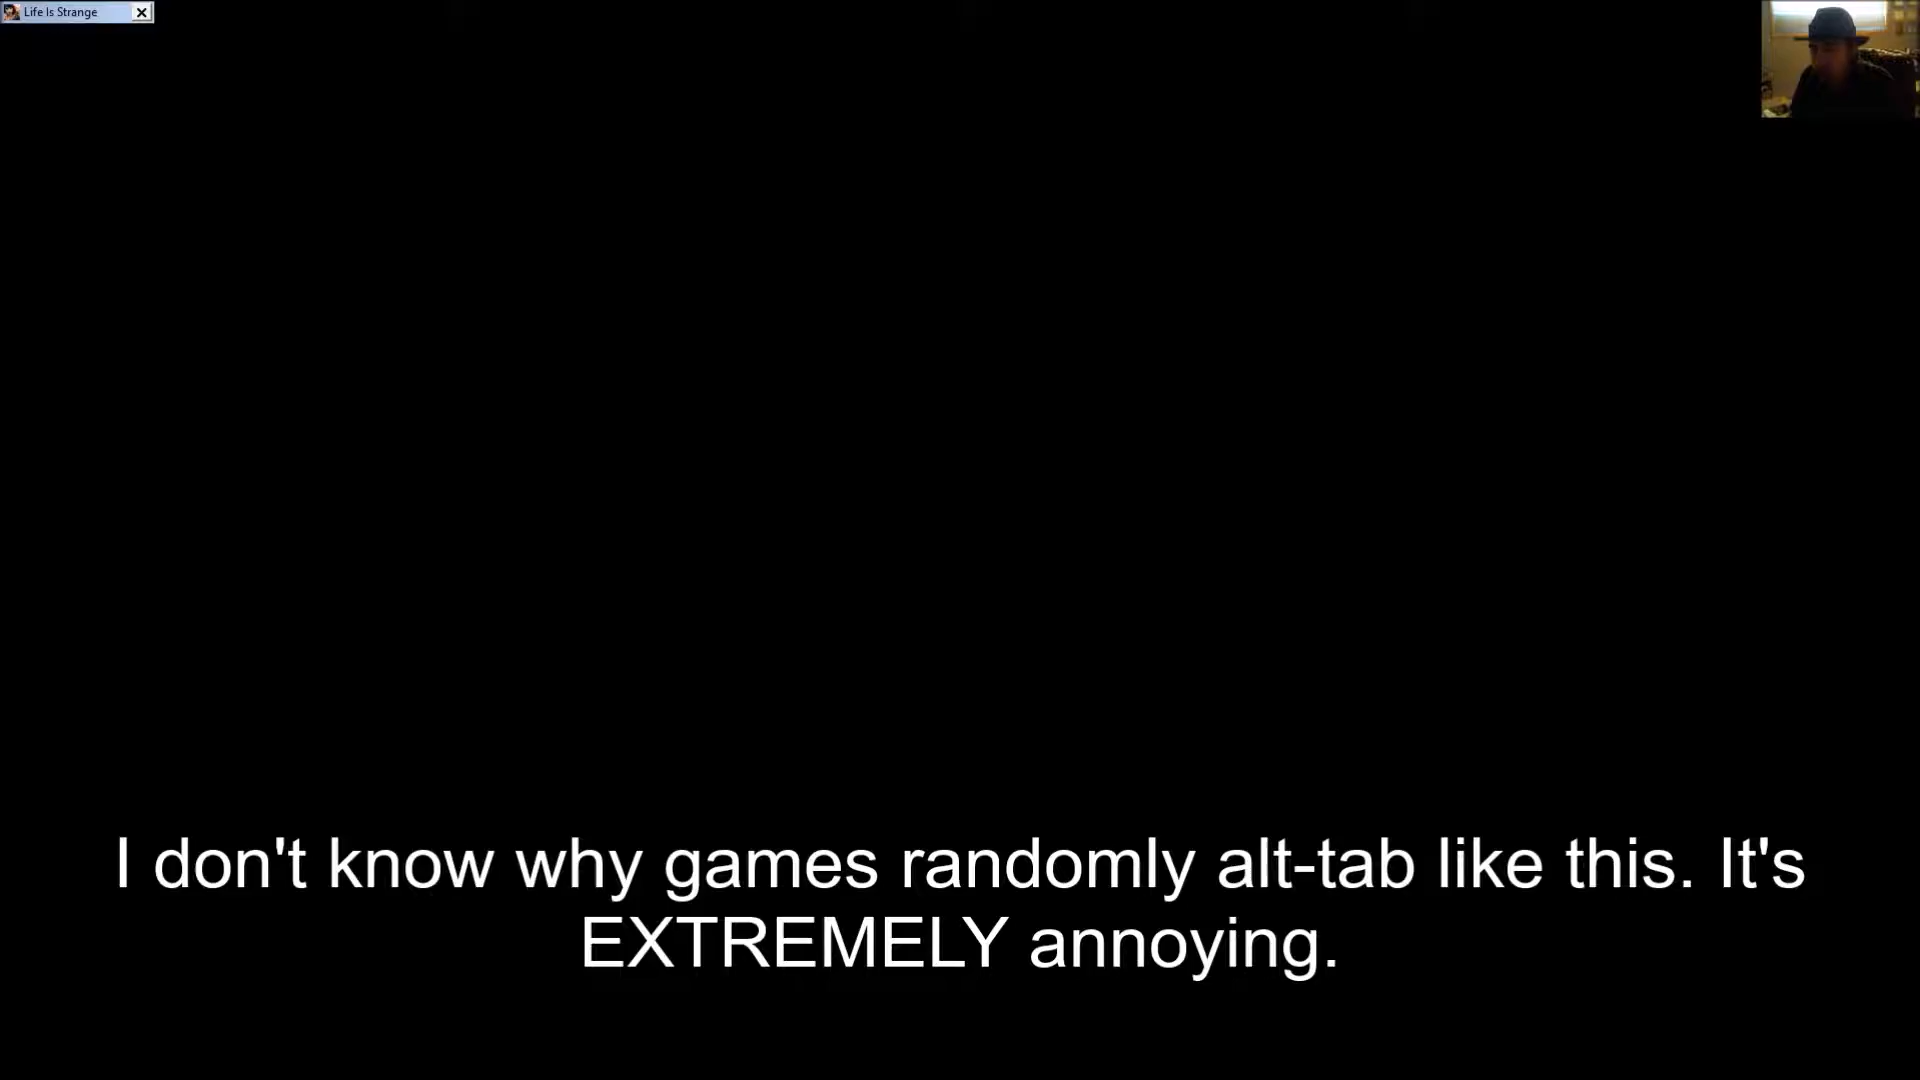 Life Is Strange
I don't know why games randomly alt-tab like this. It's
EXTREMELY annoying.